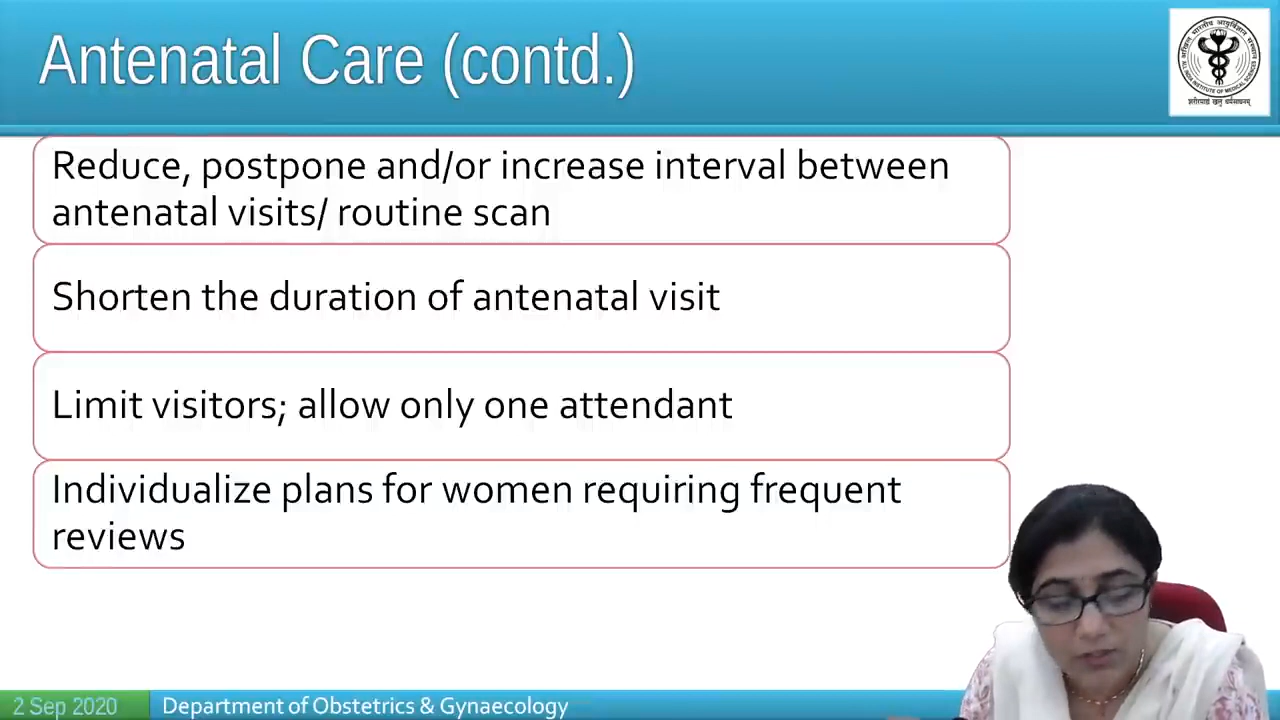 Antenatal Care (contd.)
Reduce, postpone and/or increase interval between
antenatal visits/ routine scan
Shorten the duration of antenatal visit
Limit visitors; allow only one attendant
Individualize plans for women requiring frequent
reviews
2 Sep 2020
Department of Obstetrics & Gynaecology